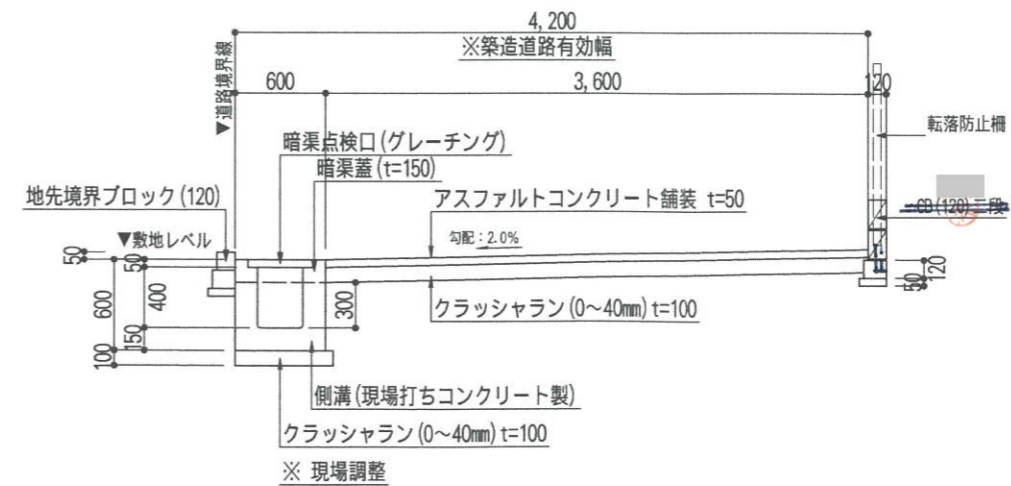 4,200
※築造道路有効幅
▼道路境界線
600
3,600
120
転落防止柵
暗渠点検口(グレーチング)
暗渠蓋(t=150)
地先境界ブロック(120)
アスファルトコンクリート舗装 t=50
CB(120)二段
▼敷地レベル
勾配:2.0%
50
50
600
400
300
120
50
クラッシャラン(0〜40mm)t=100
150
100
側溝(現場打ちコンクリート製)
クラッシャラン(0〜40mm)t=100
※ 現場調整